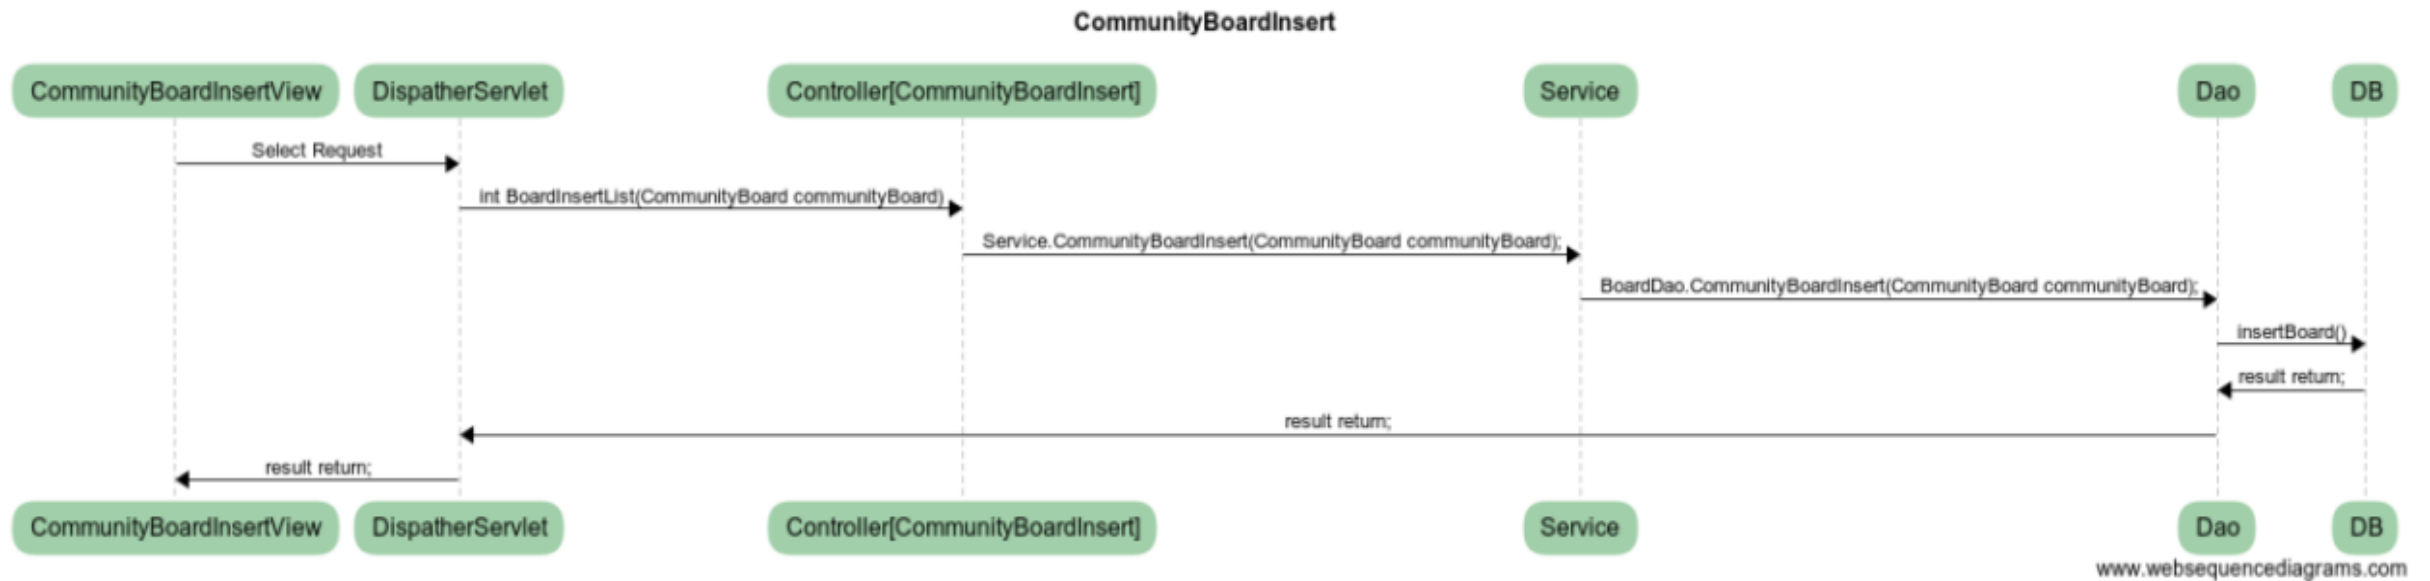 CommunityBoardInsert
CommunityBoardInsertView DispatherServlet Controller[CommunityBoardInsert] Service Dao DB
Select Request
int BoardInsertList(CommunityBoard communityBoard)
Service.CommunityBoardInsert(CommunityBoard communityBoard);
BoardDao.CommunityBoardInsert(CommunityBoard communityBoard);
insertBoard()
result return;
result return;
result return;
CommunityBoardInsertView DispatherServlet Controller[CommunityBoardInsert] Service Dao DB
www.websequencediagrams.com